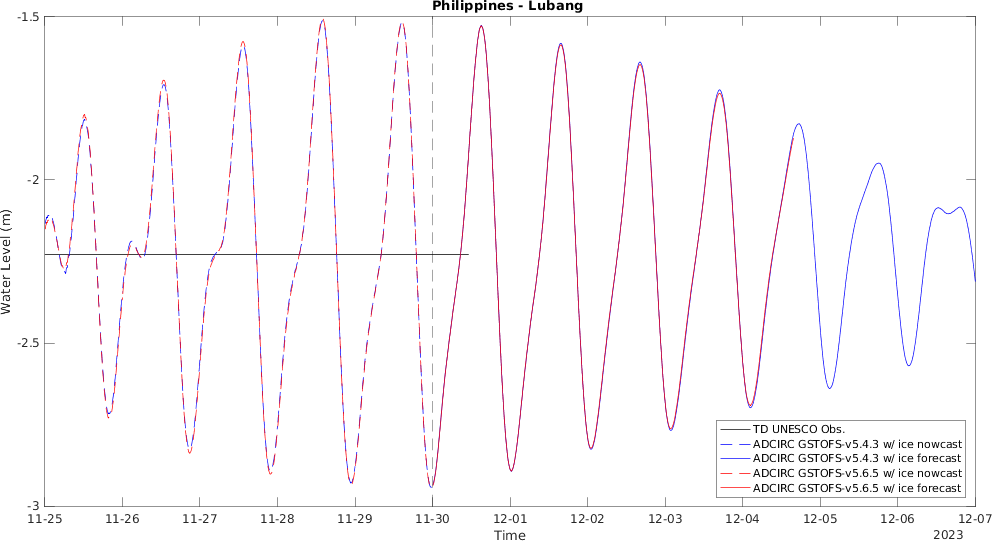 Philippines - Lubang
-1.5
-2
-2.5
-3
Water Level (m)
11-25 11-26 11-27 11-28 11-29 11-30 12-01 12-02 12-03 12-04 12-05 12-06 12-07
Time
2023
TD UNESCO Obs.
ADCIRC GSTOFS-v5.4.3 w/ ice nowcast
ADCIRC GSTOFS-v5.4.3 w/ ice forecast
ADCIRC GSTOFS-v5.6.5 w/ ice nowcast
ADCIRC GSTOFS-v5.6.5 w/ ice forecast